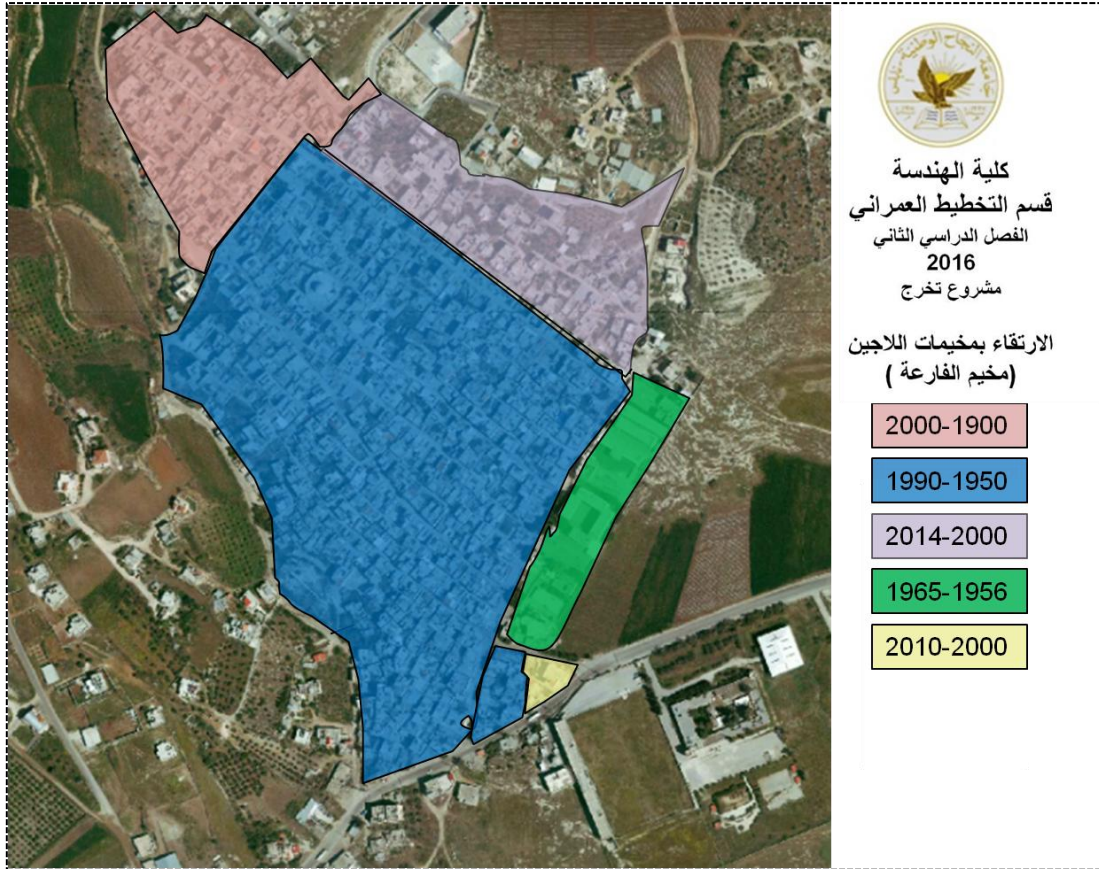 كلية الهندسة
قسم التخطيط العمراني
الفصل الدراسي الثاني
2016
مشروع تخرج
الارتقاء بمخيمات اللاجين
(مخيم الفارعة )
2000-1900
1990-1950
2014-2000
1965-1956
2010-2000